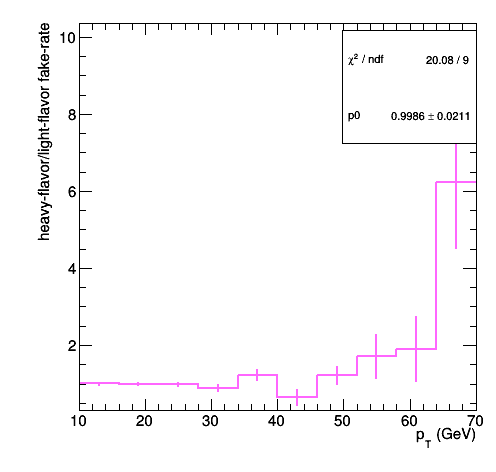 heavy-flavor/light-flavor fake-rate
10
8
6
4
2
χ² / ndf 20.08 / 9
p0 0.9986 ± 0.0211
10 20 30 40 50 60 70
p_T (GeV)